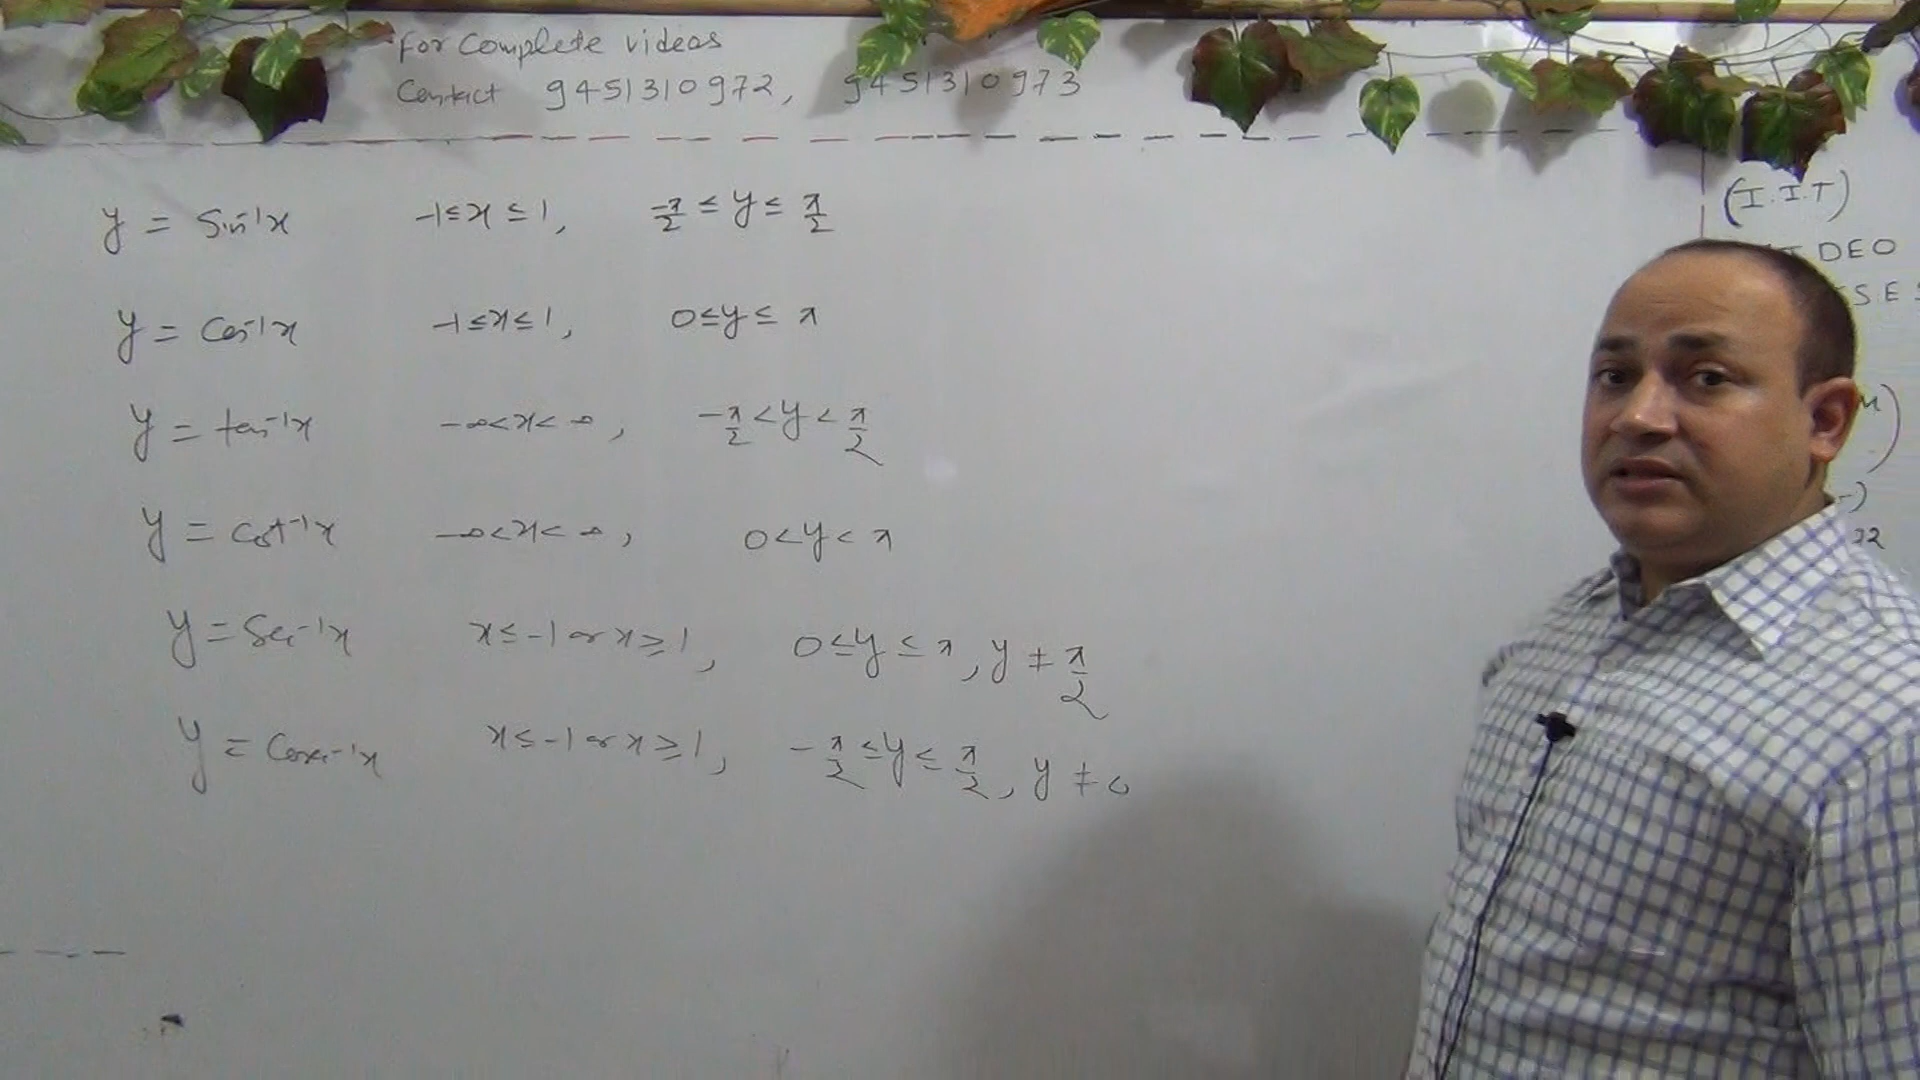 For Complete videos
Contact 9451310972, 9451310973
y = Sin⁻¹x -1≤x≤1, -π/2 ≤ y ≤ π/2
y = Cos⁻¹x -1≤x≤1, 0≤y≤π
y = tan⁻¹x -∞<x<∞, -π/2 < y < π/2
y = Cot⁻¹x -∞<x<∞, 0<y<π
y = Sec⁻¹x x≤-1 or x≥1, 0≤y≤π, y ≠ π/2
y = Cosec⁻¹x x≤-1 or x≥1, -π/2 ≤ y ≤ π/2, y ≠ 0
(I.I.T)
DEO
SES